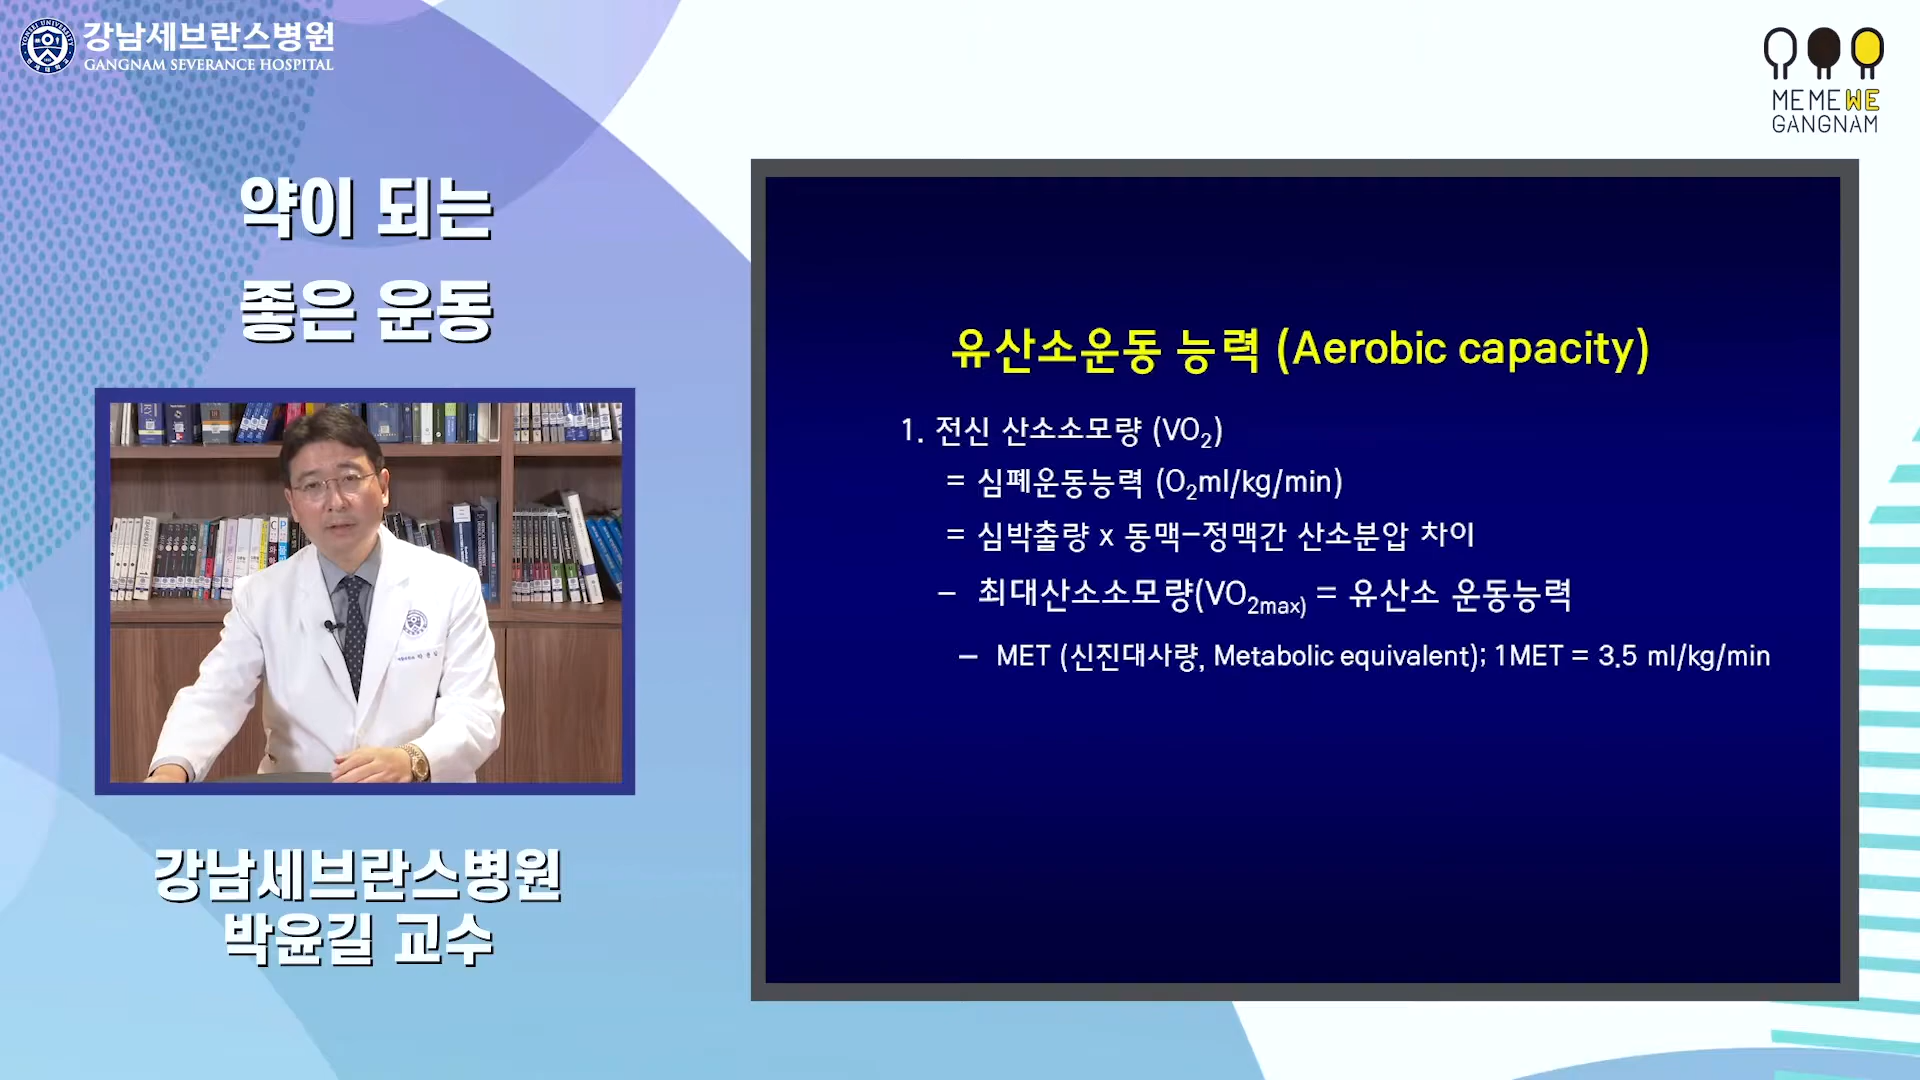 강남세브란스병원
GANGNAM SEVERANCE HOSPITAL
MEMEWE
GANGNAM
약이 되는
좋은 운동
유산소운동 능력 (Aerobic capacity)
1. 전신 산소소모량 (VO₂)
= 심폐운동능력 (O₂ml/kg/min)
= 심박출량 x 동맥-정맥간 산소분압 차이
- 최대산소소모량(VO₂max) = 유산소 운동능력
- MET (신진대사량, Metabolic equivalent); 1MET = 3.5 ml/kg/min
강남세브란스병원
박윤길 교수